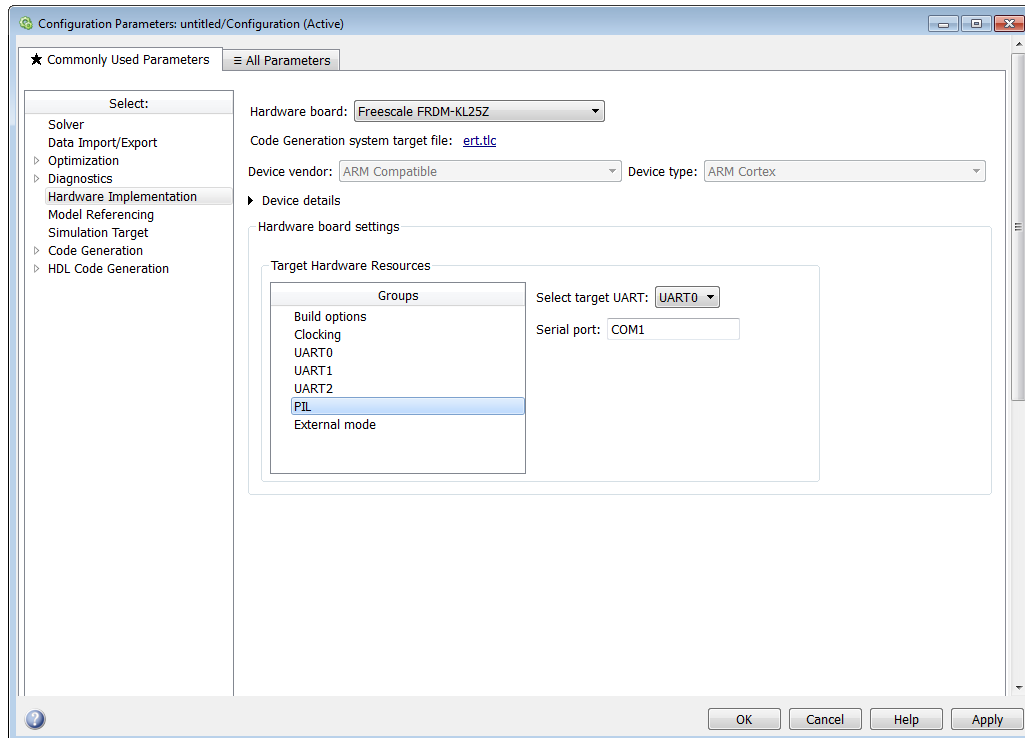 Configuration Parameters: untitled/Configuration (Active)
★ Commonly Used Parameters
≡ All Parameters
Select:
Solver
Data Import/Export
Optimization
Diagnostics
Hardware Implementation
Model Referencing
Simulation Target
Code Generation
HDL Code Generation
Hardware board: Freescale FRDM-KL25Z
Code Generation system target file: ert.tlc
Device vendor: ARM Compatible Device type: ARM Cortex
Device details
Hardware board settings
Target Hardware Resources
Groups
Build options
Clocking
UART0
UART1
UART2
PIL
External mode
Select target UART: UART0
Serial port: COM1
OK Cancel Help Apply